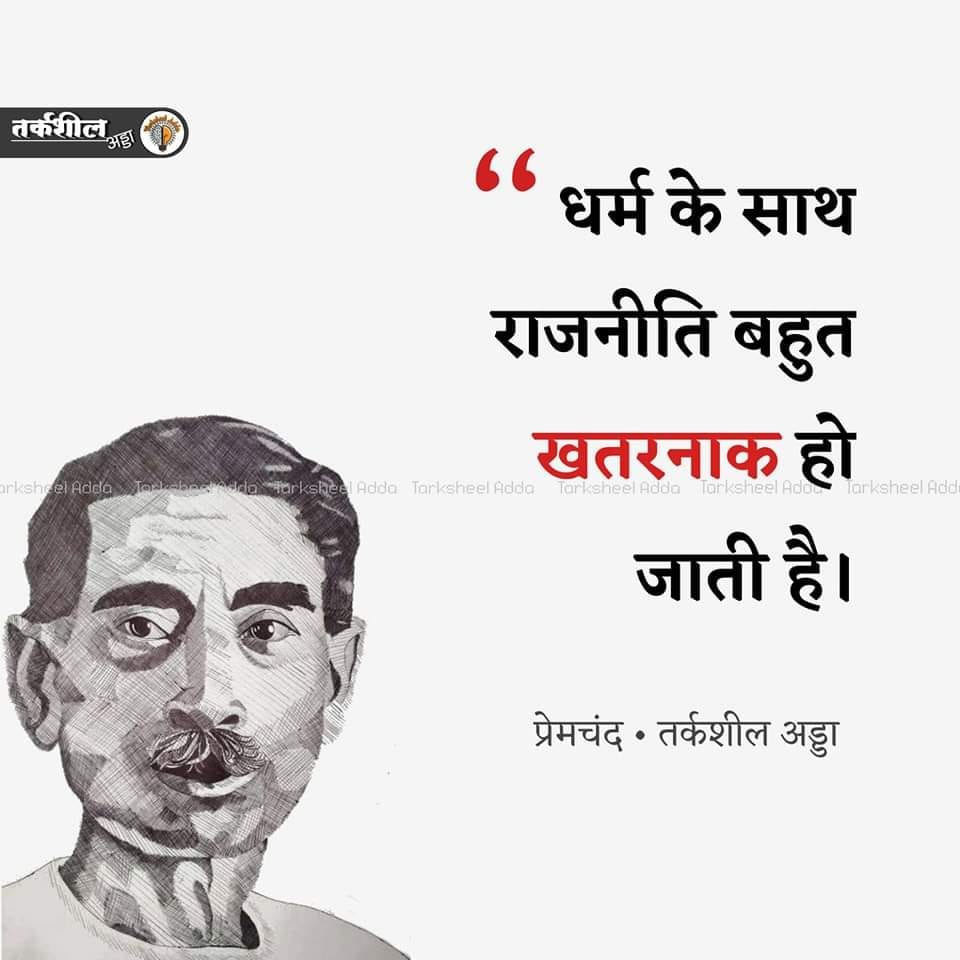 तर्कशील
अड्डा
“ धर्म के साथ
राजनीति बहुत
खतरनाक हो
जाती है।
arksheel Adda Tarksheel Adda Tarksheel Adda Tarksheel Adda Tarksheel Adda Tarksheel Adda Tarksheel Adda
प्रेमचंद • तर्कशील अड्डा